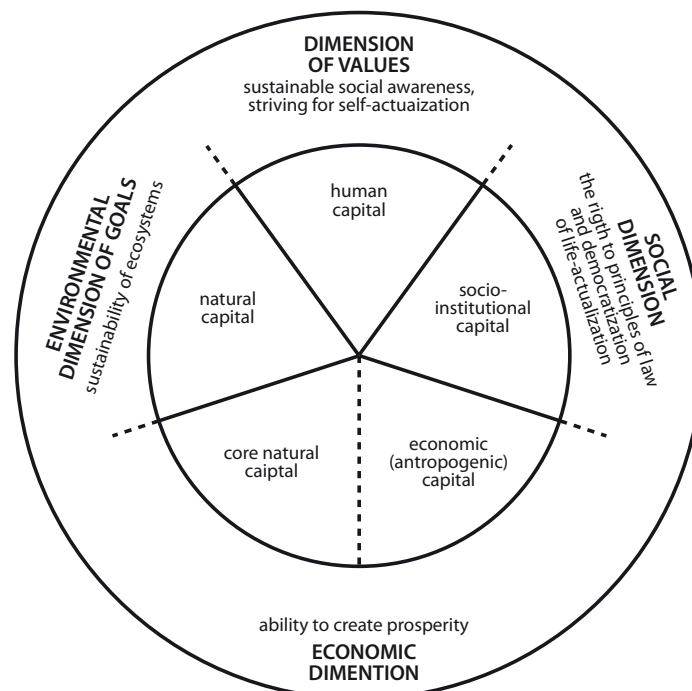 DIMENSION
OF VALUES
sustainable social awareness,
striving for self-actuaization
ENVIRONMENTAL
DIMENSION OF GOALS
sustainability of ecosystems
SOCIAL
DIMENSION
the rigth to principles of law
and democratization
of life-actualization
human
capital
natural
capital
socio-
institutional
capital
core natural
caiptal
economic
(antropogenic)
capital
ability to create prosperity
ECONOMIC
DIMENTION